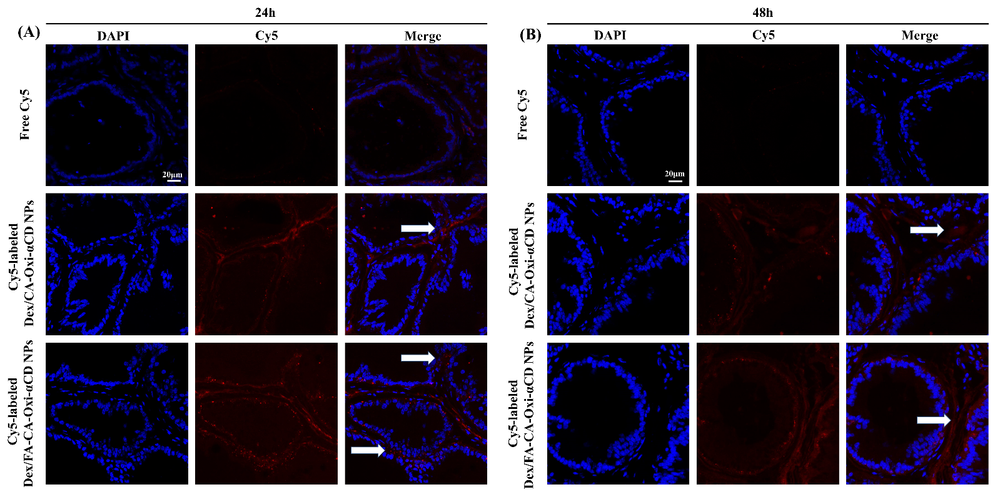 24h
(A)
DAPI
Cy5
Merge
Free Cy5
20μm
Cy5-labeled
Dex/CA-Oxi-αCD NPs
Cy5-labeled
Dex/FA-CA-Oxi-αCD NPs
48h
(B)
DAPI
Cy5
Merge
Free Cy5
20μm
Cy5-labeled
Dex/CA-Oxi-αCD NPs
Cy5-labeled
Dex/FA-CA-Oxi-αCD NPs